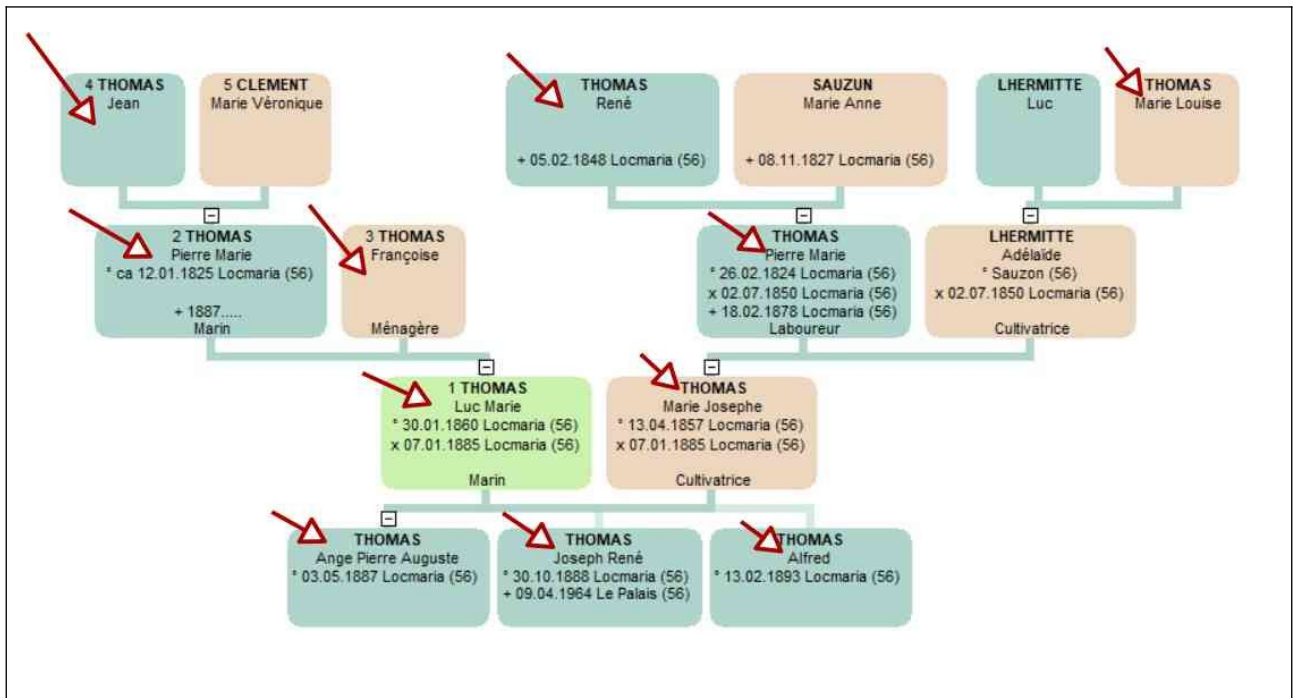 4 THOMAS
Jean
5 CLEMENT
Marie Véronique
THOMAS
René
+ 05.02.1848 Locmaria (56)
SAUZUN
Marie Anne
+ 08.11.1827 Locmaria (56)
LHERMITTE
Luc
THOMAS
Marie Louise
2 THOMAS
Pierre Marie
° ca 12.01.1825 Locmaria (56)
+ 1887.....
Marin
3 THOMAS
Françoise
Ménagère
THOMAS
Pierre Marie
° 26.02.1824 Locmaria (56)
x 02.07.1850 Locmaria (56)
+ 18.02.1878 Locmaria (56)
Laboureur
LHERMITTE
Adélaïde
° Sauzon (56)
x 02.07.1850 Locmaria (56)
Cultivatrice
1 THOMAS
Luc Marie
° 30.01.1860 Locmaria (56)
x 07.01.1885 Locmaria (56)
Marin
THOMAS
Marie Josephe
° 13.04.1857 Locmaria (56)
x 07.01.1885 Locmaria (56)
Cultivatrice
THOMAS
Ange Pierre Auguste
° 03.05.1887 Locmaria (56)
THOMAS
Joseph René
° 30.10.1888 Locmaria (56)
+ 09.04.1964 Le Palais (56)
THOMAS
Alfred
° 13.02.1893 Locmaria (56)